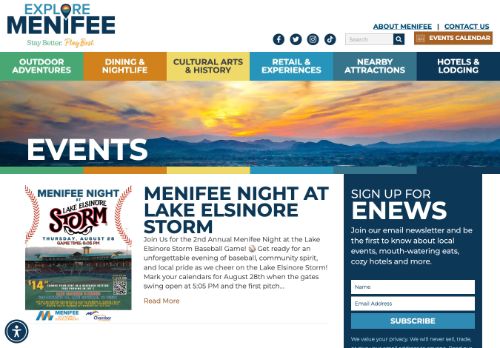 EXPLORE
MENIFEE
Stay Better. Play Best.
ABOUT MENIFEE | CONTACT US
Search
EVENTS CALENDAR
OUTDOOR ADVENTURES
DINING & NIGHTLIFE
CULTURAL ARTS & HISTORY
RETAIL & EXPERIENCES
NEARBY ATTRACTIONS
HOTELS & LODGING
EVENTS
MENIFEE NIGHT
AT
LAKE ELSINORE
STORM
THURSDAY, AUGUST 28
GAME TIME: 6:35 PM
$14
MENIFEE
Chamber
MENIFEE NIGHT AT
LAKE ELSINORE
STORM
Join Us for the 2nd Annual Menifee Night at the Lake
Elsinore Storm Baseball Game! ⚾ Get ready for an
unforgettable evening of baseball, community spirit,
and local pride as we cheer on the Lake Elsinore Storm!
Mark your calendars for August 28th when the gates
swing open at 5:05 PM and the first pitch...
Read More
SIGN UP FOR
ENEWS
Join our email newsletter and be
the first to know about local
events, mouth-watering eats,
cozy hotels and more.
Name
Email Address
SUBSCRIBE
We value your privacy. We will never sell, trade,